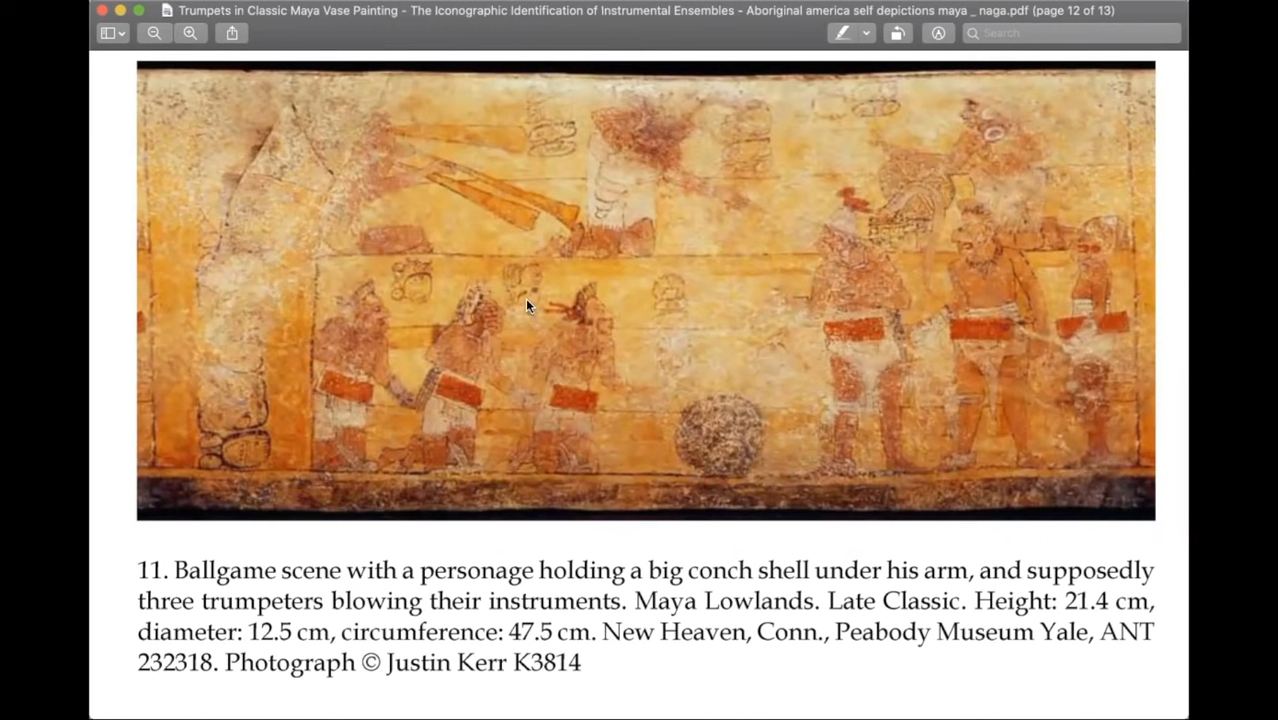 Trumpets in Classic Maya Vase Painting - The Iconographic Identification of Instrumental Ensembles - Aboriginal america self depictions maya _ naga.pdf (page 12 of 13)
Search
11. Ballgame scene with a personage holding a big conch shell under his arm, and supposedly
three trumpeters blowing their instruments. Maya Lowlands. Late Classic. Height: 21.4 cm,
diameter: 12.5 cm, circumference: 47.5 cm. New Heaven, Conn., Peabody Museum Yale, ANT
232318. Photograph © Justin Kerr K3814